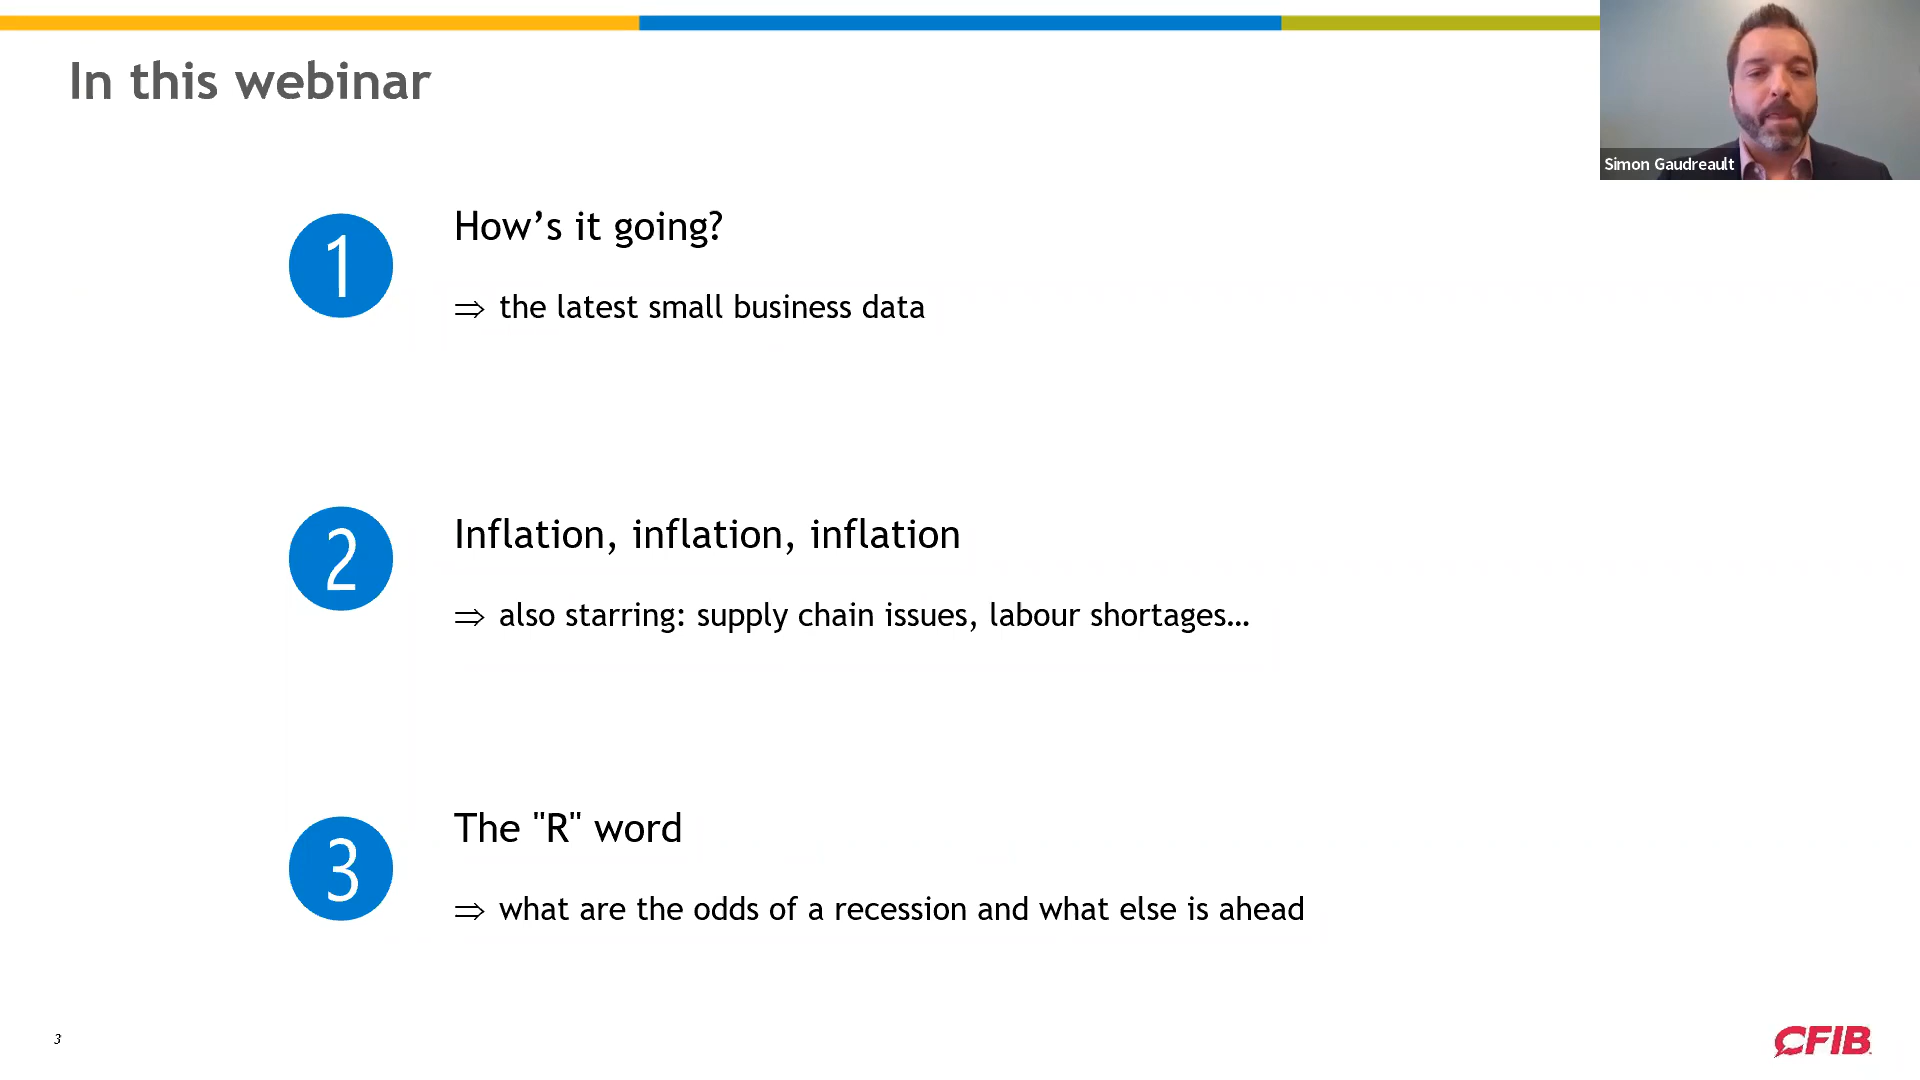 In this webinar
Simon Gaudreault
1
How’s it going?
⇒ the latest small business data
2
Inflation, inflation, inflation
⇒ also starring: supply chain issues, labour shortages…
3
The "R" word
⇒ what are the odds of a recession and what else is ahead
3
CFIB